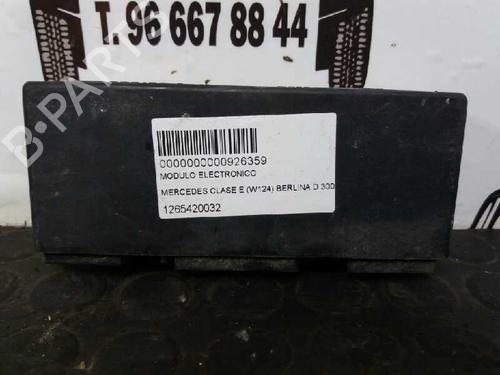 T. 96 667 88 44
B-PARTS
0000000000926359
MODULO ELECTRONICO
MERCEDES CLASE E (W124) BERLINA D 300
1265420032